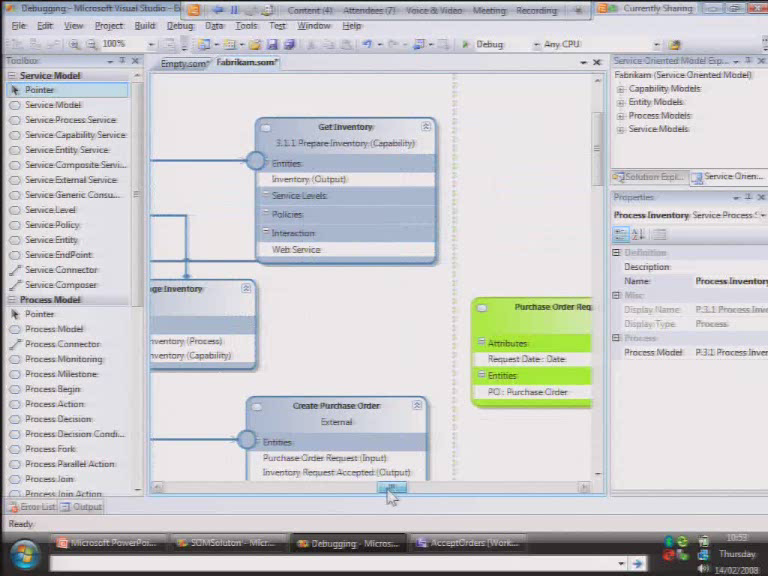 Debugging - Microsoft Visual Studio
Content (4) Attendees (7) Voice & Video Meeting Recording
Currently Sharing
File Edit View Project Build Debug Data Tools Test Window Help
100%
Debug Any CPU
Toolbox
Service Model
Pointer
Service Model
Service Process Service
Service Capability Service
Service Entity Service
Service Composite Servi...
Service External Service
Service Generic Consu...
Service Level
Service Policy
Service Entity
Service EndPoint
Service Connector
Service Composer
Process Model
Pointer
Process Model
Process Connector
Process Monitoring
Process Milestone
Process Begin
Process Action
Process Decision
Process Decision Condi...
Process Fork
Process Parallel Action
Process Join
Process Join Action
Error List Output
Ready
Empty.som* Fabrikam.som*
Get Inventory
3.1.1 Prepare Inventory (Capability)
Entities
Inventory (Output)
Service Levels
Policies
Interaction
Web Service
ge Inventory
nventory (Process)
nventory (Capability)
Create Purchase Order
External
Entities
Purchase Order Request (Input)
Inventory Request Accepted (Output)
Purchase Order Req
Attributes
Request Date : Date
Entities
PO : Purchase Order
Service Oriented Model Exp...
Fabrikam (Service Oriented Model)
Capability Models
Entity Models
Process Models
Service Models
Solution Expl... Service Orien...
Properties
Process Inventory Service Process S
Definition
Description
Name: Process Inventory
Misc
Display Name: P.3.1 Process Inver
Display Type: Process
Process
Process Model P.3.1 Process Inver
Microsoft PowerPoi... SOMSolution - Micr... Debugging - Micros... AcceptOrders [Work...
10:53
Thursday
14/02/2008